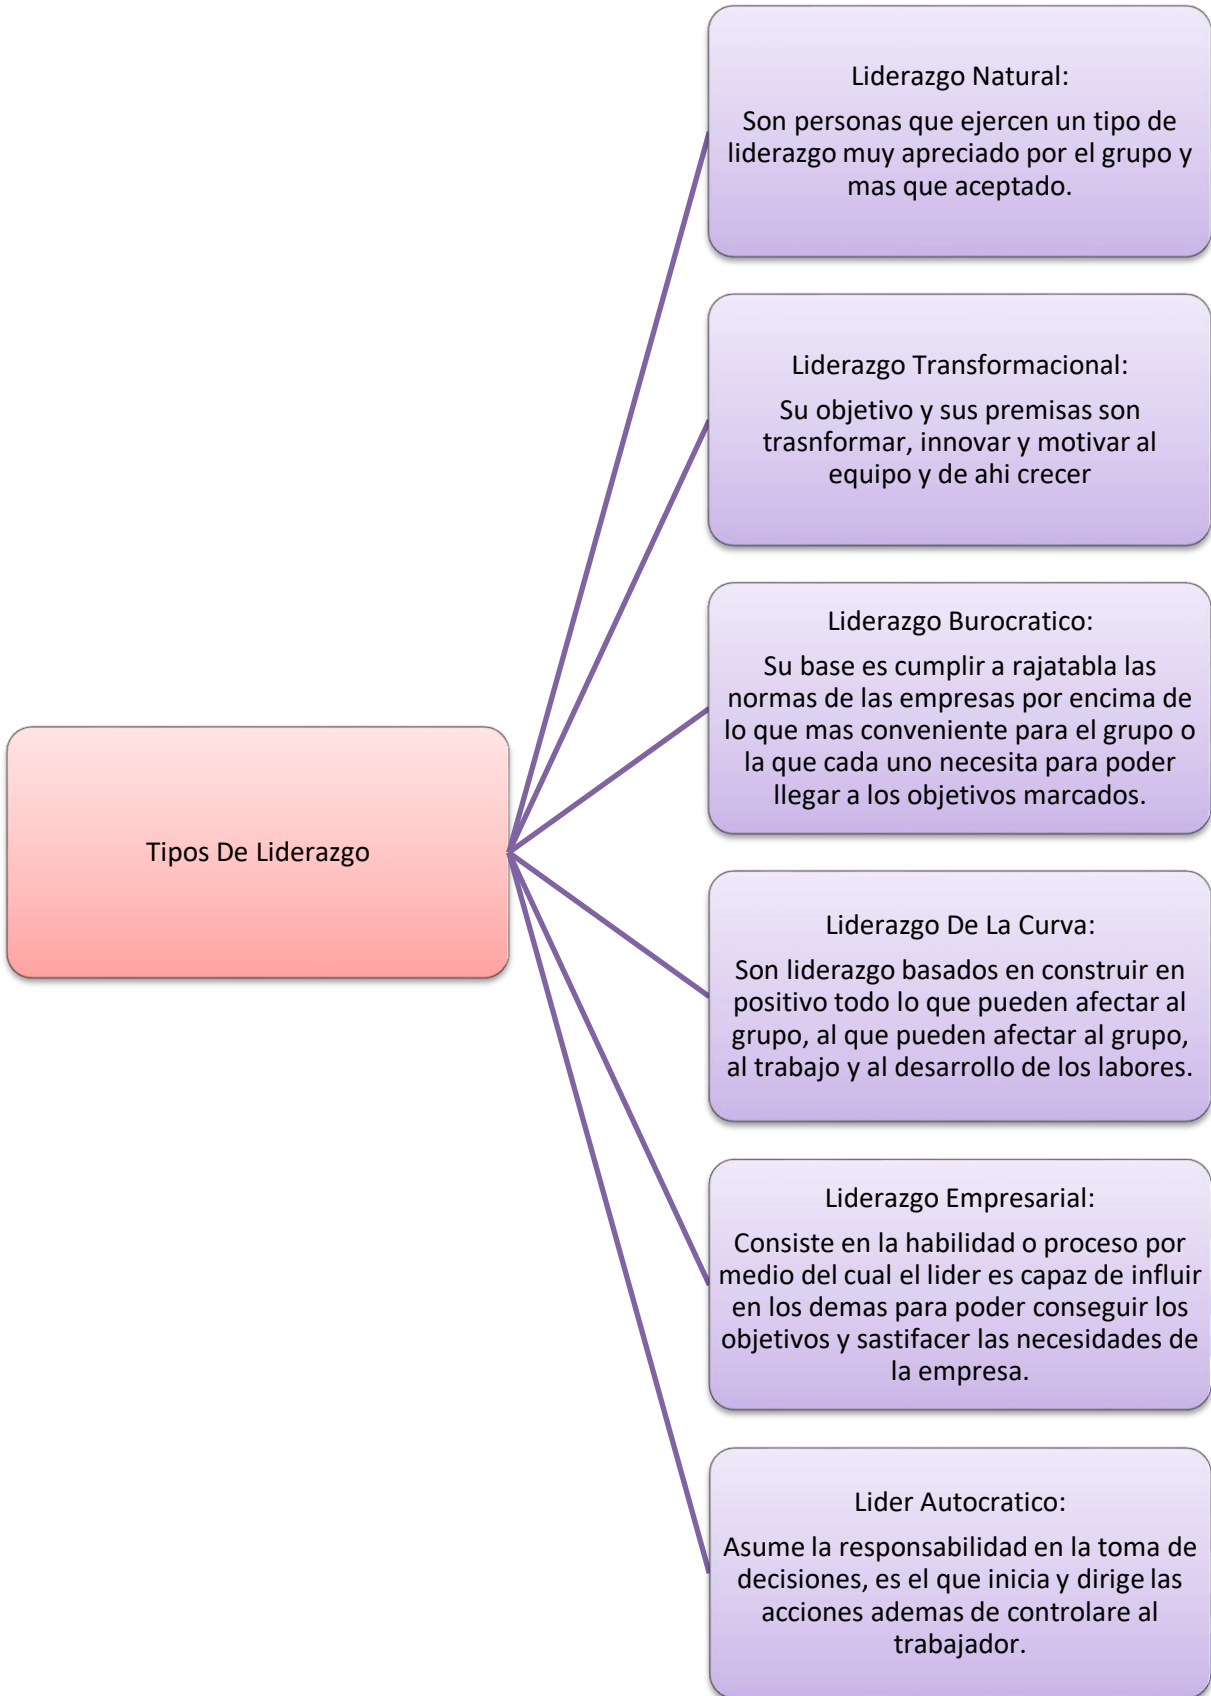 Liderazgo Natural:
Son personas que ejercen un tipo de
liderazgo muy apreciado por el grupo y
mas que aceptado.
Liderazgo Transformacional:
Su objetivo y sus premisas son
trasnformar, innovar y motivar al
equipo y de ahi crecer
Liderazgo Burocratico:
Su base es cumplir a rajatabla las
normas de las empresas por encima de
lo que mas conveniente para el grupo o
la que cada uno necesita para poder
llegar a los objetivos marcados.
Tipos De Liderazgo
Liderazgo De La Curva:
Son liderazgo basados en construir en
positivo todo lo que pueden afectar al
grupo, al que pueden afectar al grupo,
al trabajo y al desarrollo de los labores.
Liderazgo Empresarial:
Consiste en la habilidad o proceso por
medio del cual el lider es capaz de influir
en los demas para poder conseguir los
objetivos y sastifacer las necesidades de
la empresa.
Lider Autocratico:
Asume la responsabilidad en la toma de
decisiones, es el que inicia y dirige las
acciones ademas de controlare al
trabajador.